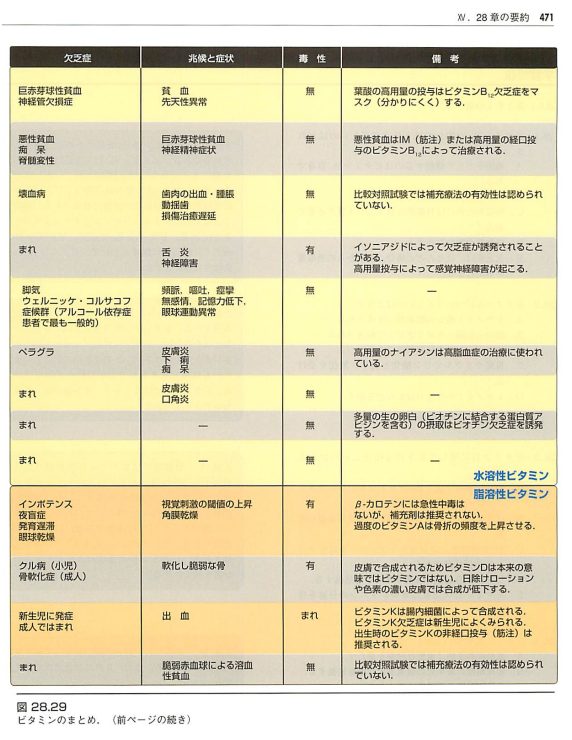 XV. 28 章の要約 471
欠乏症 兆候と症状 毒 性 備 考
巨赤芽球性貧血
神経管欠損症
貧 血
先天性異常
無
葉酸の高用量の投与はビタミンB₁₂欠乏症をマ
スク（分かりにくく）する．
悪性貧血
痴 呆
脊髄変性
巨赤芽球性貧血
神経精神症状
無
悪性貧血はIM（筋注）または高用量の経口投
与のビタミンB₁₂によって治療される．
壊血病
歯肉の出血・腫脹
動揺歯
損傷治癒遅延
無
比較対照試験では補充療法の有効性は認められ
ていない．
まれ
舌 炎
神経障害
有
イソニアジドによって欠乏症が誘発されること
がある．
高用量投与によって感覚神経障害が起こる．
脚気
ウェルニッケ・コルサコフ
症候群（アルコール依存症
患者で最も一般的）
頻脈，嘔吐，痙攣
無感情，記憶力低下，
眼球運動異常
無
—
ペラグラ
皮膚炎
下 痢
痴 呆
無
高用量のナイアシンは高脂血症の治療に使われ
ている．
まれ
皮膚炎
口角炎
無
—
まれ
—
無
多量の生の卵白（ビオチンに結合する蛋白質ア
ビジンを含む）の摂取はビオチン欠乏症を誘発
する．
まれ
—
無
—
水溶性ビタミン
脂溶性ビタミン
インポテンス
夜盲症
発育遅滞
眼球乾燥
視覚刺激の閾値の上昇
角膜乾燥
有
β-カロテンには急性中毒は
ないが、補充剤は推奨されない．
過度のビタミンAは骨折の頻度を上昇させる．
クル病（小児）
骨軟化症（成人）
軟化し脆弱な骨
有
皮膚で合成されるためビタミンDは本来の意
味ではビタミンではない．日除けローション
や色素の濃い皮膚では合成が低下する．
新生児に発症
成人ではまれ
出 血
まれ
ビタミンKは腸内細菌によって合成される．
ビタミンK欠乏症は新生児によくみられる．
出生時のビタミンKの非経口投与（筋注）は
推奨される．
まれ
脆弱赤血球による溶血
性貧血
無
比較対照試験では補充療法の有効性は認められ
ていない．
図 28.29
ビタミンのまとめ．（前ページの続き）